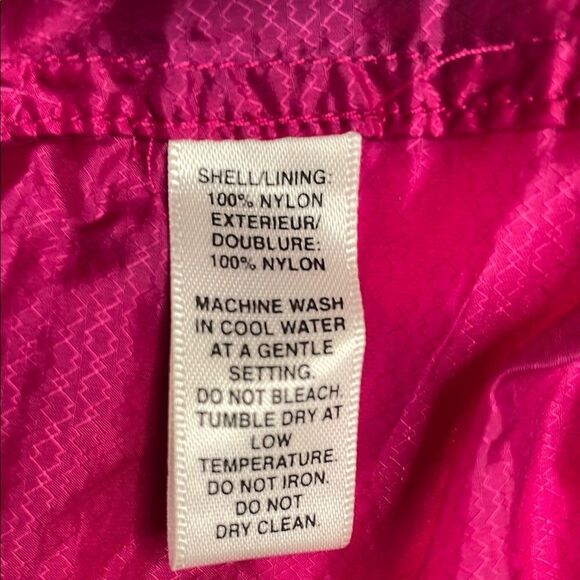 SHELL/LINING:
100% NYLON
EXTERIEUR/
DOUBLURE:
100% NYLON
MACHINE WASH
IN COOL WATER
AT A GENTLE
SETTING.
DO NOT BLEACH.
TUMBLE DRY AT
LOW
TEMPERATURE.
DO NOT IRON.
DO NOT
DRY CLEAN.